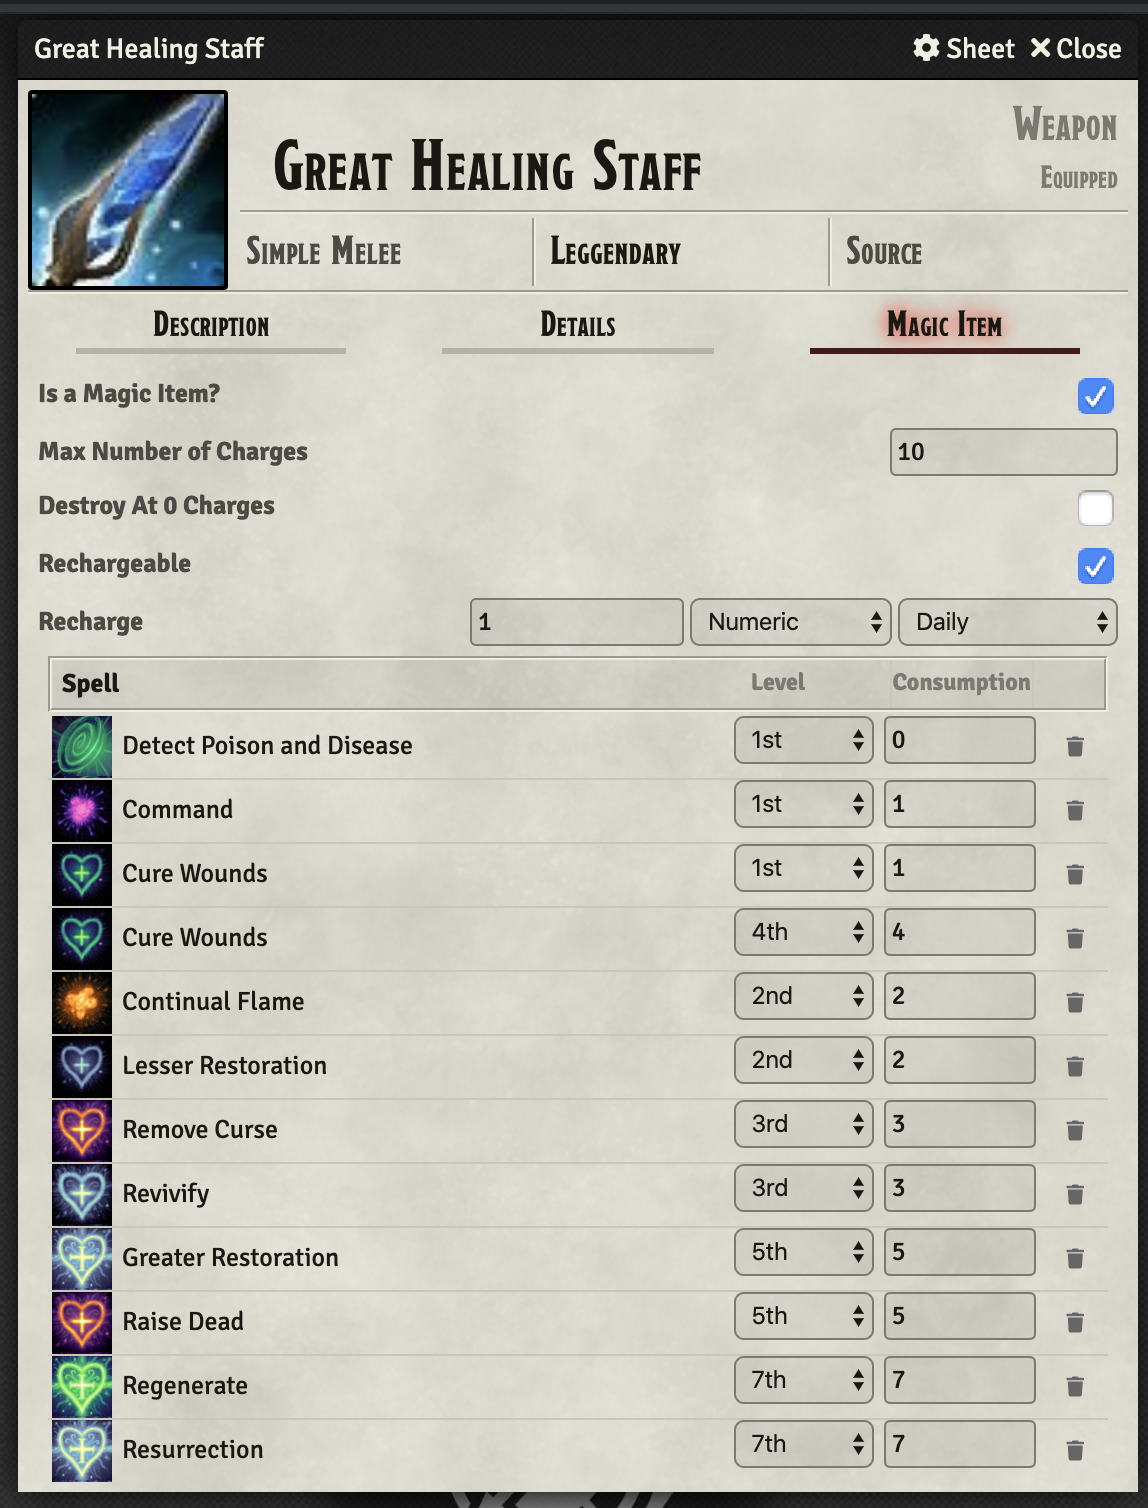 Great Healing Staff Sheet Close
Weapon
Great Healing Staff
Equipped
Simple Melee Leggendary Source
Description Details Magic Item
Is a Magic Item?
Max Number of Charges 10
Destroy At 0 Charges
Rechargeable
Recharge 1 Numeric Daily
Spell Level Consumption
Detect Poison and Disease 1st 0
Command 1st 1
Cure Wounds 1st 1
Cure Wounds 4th 4
Continual Flame 2nd 2
Lesser Restoration 2nd 2
Remove Curse 3rd 3
Revivify 3rd 3
Greater Restoration 5th 5
Raise Dead 5th 5
Regenerate 7th 7
Resurrection 7th 7